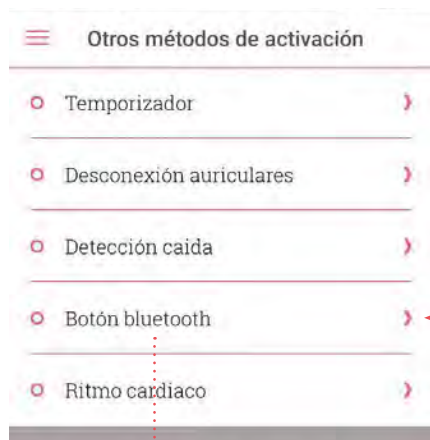 Otros métodos de activación
Temporizador
Desconexión auriculares
Detección caida
Botón bluetooth
Ritmo cardiaco